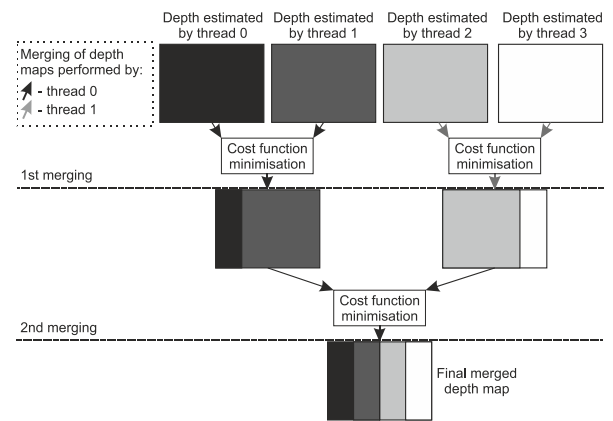 Depth estimated
by thread 0
Depth estimated
by thread 1
Depth estimated
by thread 2
Depth estimated
by thread 3
Merging of depth
maps performed by:
- thread 0
- thread 1
Cost function
minimisation
Cost function
minimisation
1st merging
Cost function
minimisation
2nd merging
Final merged
depth map